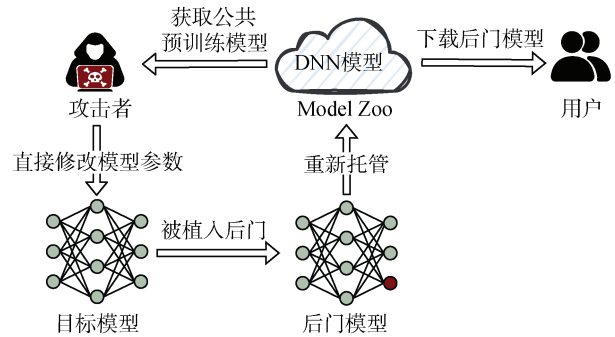 获取公共
预训练模型
DNN模型
下载后门模型
攻击者
Model Zoo
用户
直接修改模型参数
重新托管
被植入后门
目标模型
后门模型